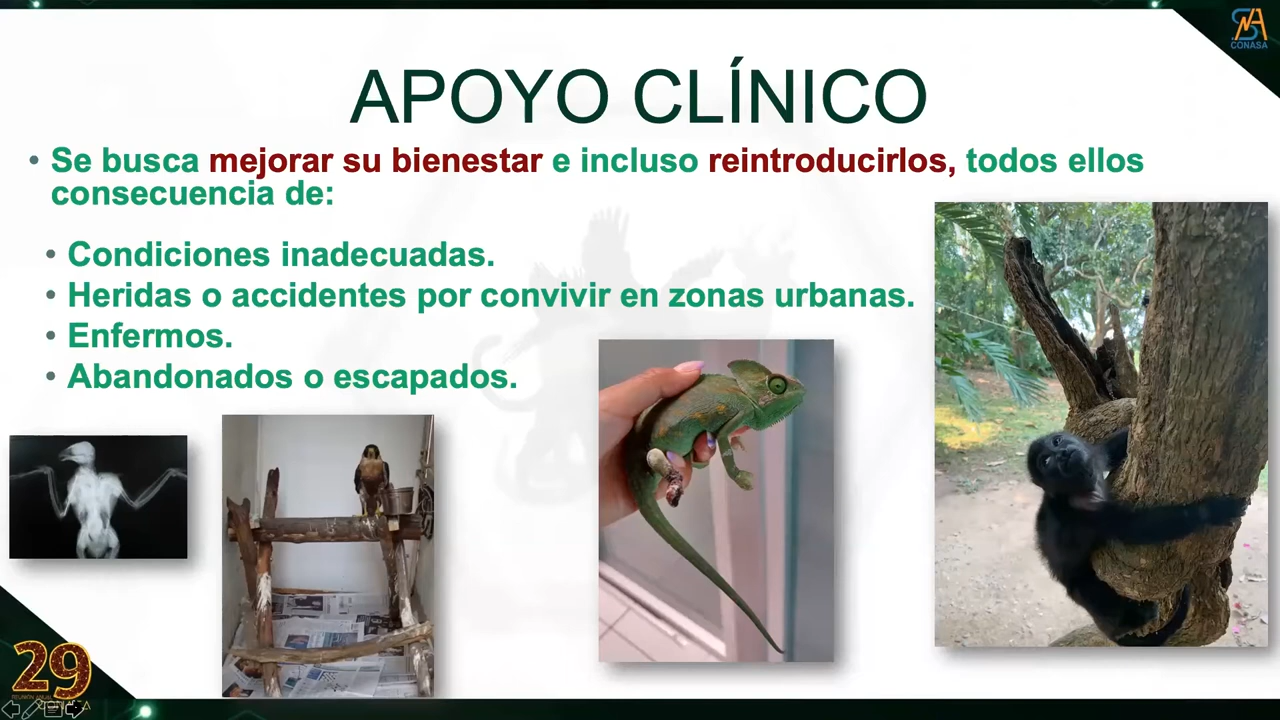 CONASA
APOYO CLÍNICO
• Se busca mejorar su bienestar e incluso reintroducirlos, todos ellos
consecuencia de:
• Condiciones inadecuadas.
• Heridas o accidentes por convivir en zonas urbanas.
• Enfermos.
• Abandonados o escapados.
29